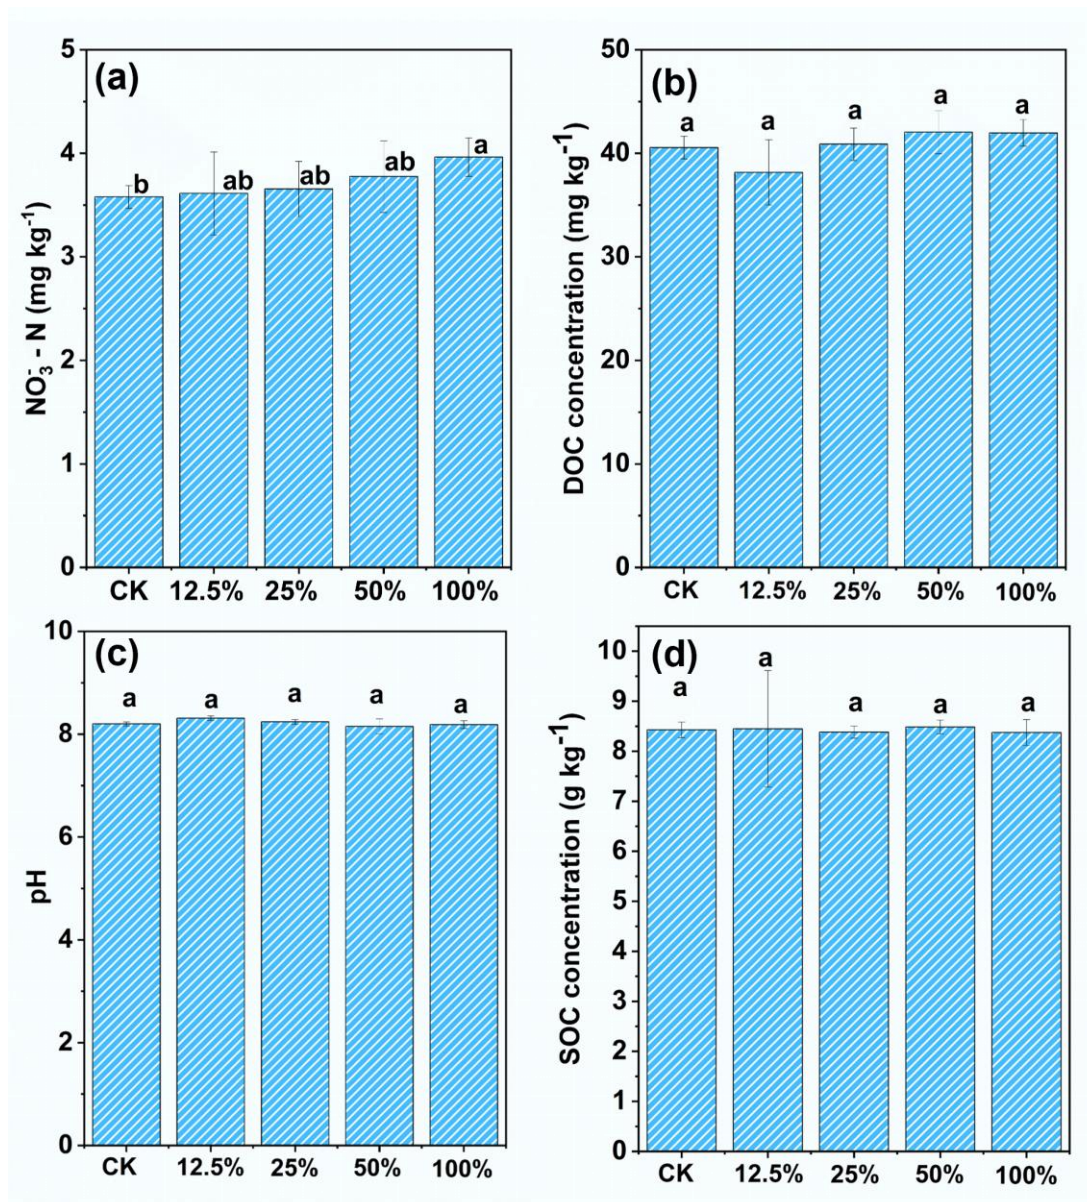 (a)
NO₃⁻ - N (mg kg⁻¹)
5
4
3
2
1
0
b
ab
ab
ab
a
CK 12.5% 25% 50% 100%
(b)
DOC concentration (mg kg⁻¹)
50
40
30
20
10
0
a
a
a
a
a
CK 12.5% 25% 50% 100%
(c)
pH
10
8
6
4
2
0
a
a
a
a
a
CK 12.5% 25% 50% 100%
(d)
SOC concentration (g kg⁻¹)
10
9
8
7
6
5
4
3
2
1
0
a
a
a
a
a
CK 12.5% 25% 50% 100%